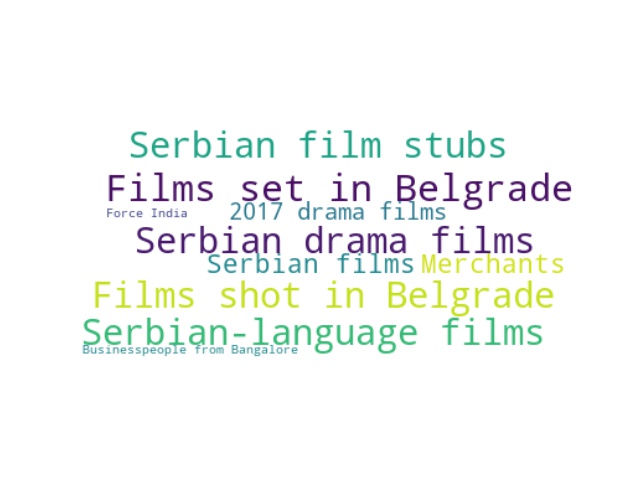 Serbian film stubs
Films set in Belgrade
Force India
2017 drama films
Serbian drama films
Serbian films
Merchants
Films shot in Belgrade
Serbian-language films
Businesspeople from Bangalore